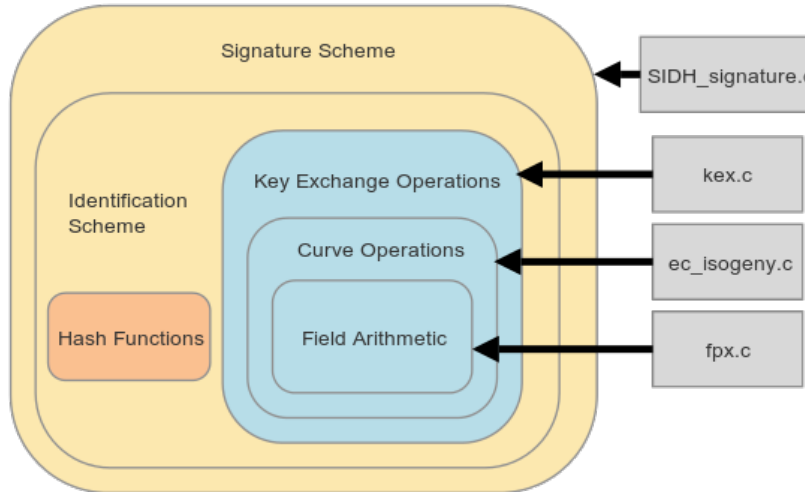 Signature Scheme
SIDH_signature.c
kex.c
Key Exchange Operations
Identification
Scheme
Curve Operations
ec_isogeny.c
Hash Functions
Field Arithmetic
fpx.c